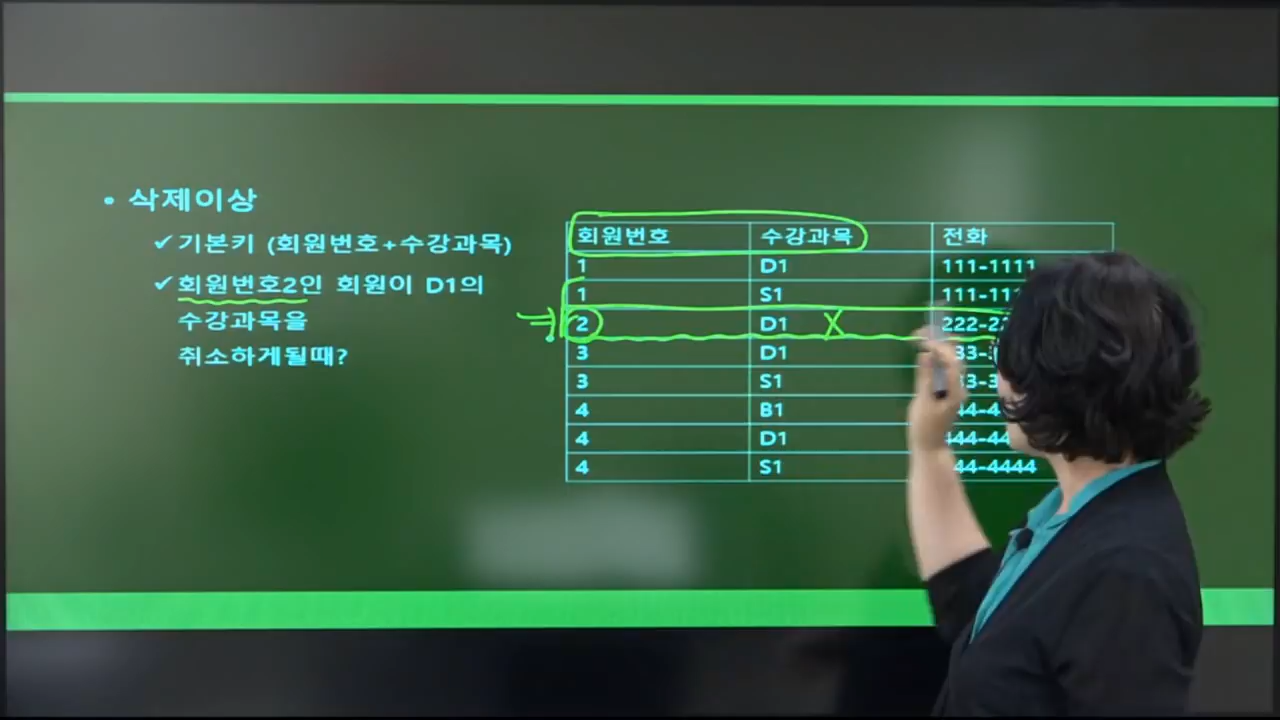 • 삭제이상
✓기본키 (회원번호+수강과목)
✓회원번호2인 회원이 D1의
수강과목을
취소하게될때?
회원번호 수강과목 전화
1 D1 111-1111
1 S1
2 D1 X
3 D1
3 S1
4 B1
4 D1
4 S1